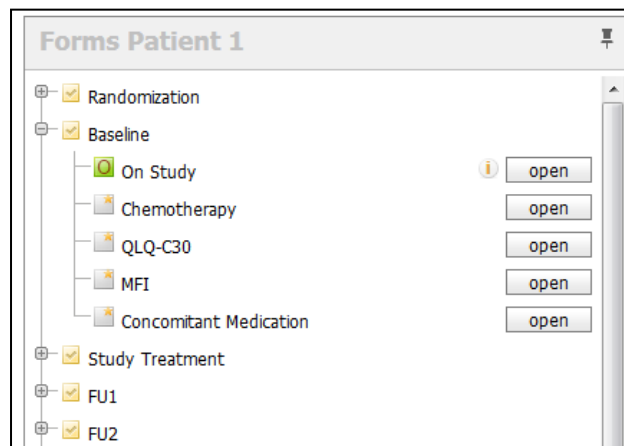 Forms Patient 1
Randomization
Baseline
O On Study i open
Chemotherapy open
QLQ-C30 open
MFI open
Concomitant Medication open
Study Treatment
FU1
FU2